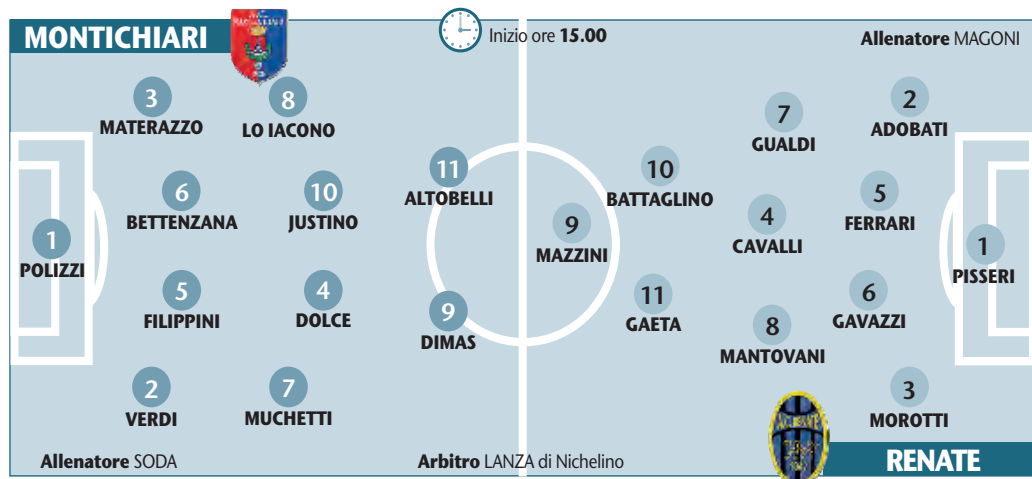 MONTICHIARI
Inizio ore 15.00
Allenatore MAGONI
3
MATERAZZO
8
LO IACONO
6
BETTENZANA
10
JUSTINO
11
ALTOBELLI
1
POLIZZI
5
FILIPPINI
4
DOLCE
9
DIMAS
2
VERDI
7
MUCHETTI
Allenatore SODA
Arbitro LANZA di Nichelino
7
GUALDI
2
ADOBATI
10
BATTAGLINO
4
CAVALLI
5
FERRARI
9
MAZZINI
1
PISSERI
11
GAETA
8
MANTOVANI
6
GAVAZZI
3
MOROTTI
RENATE